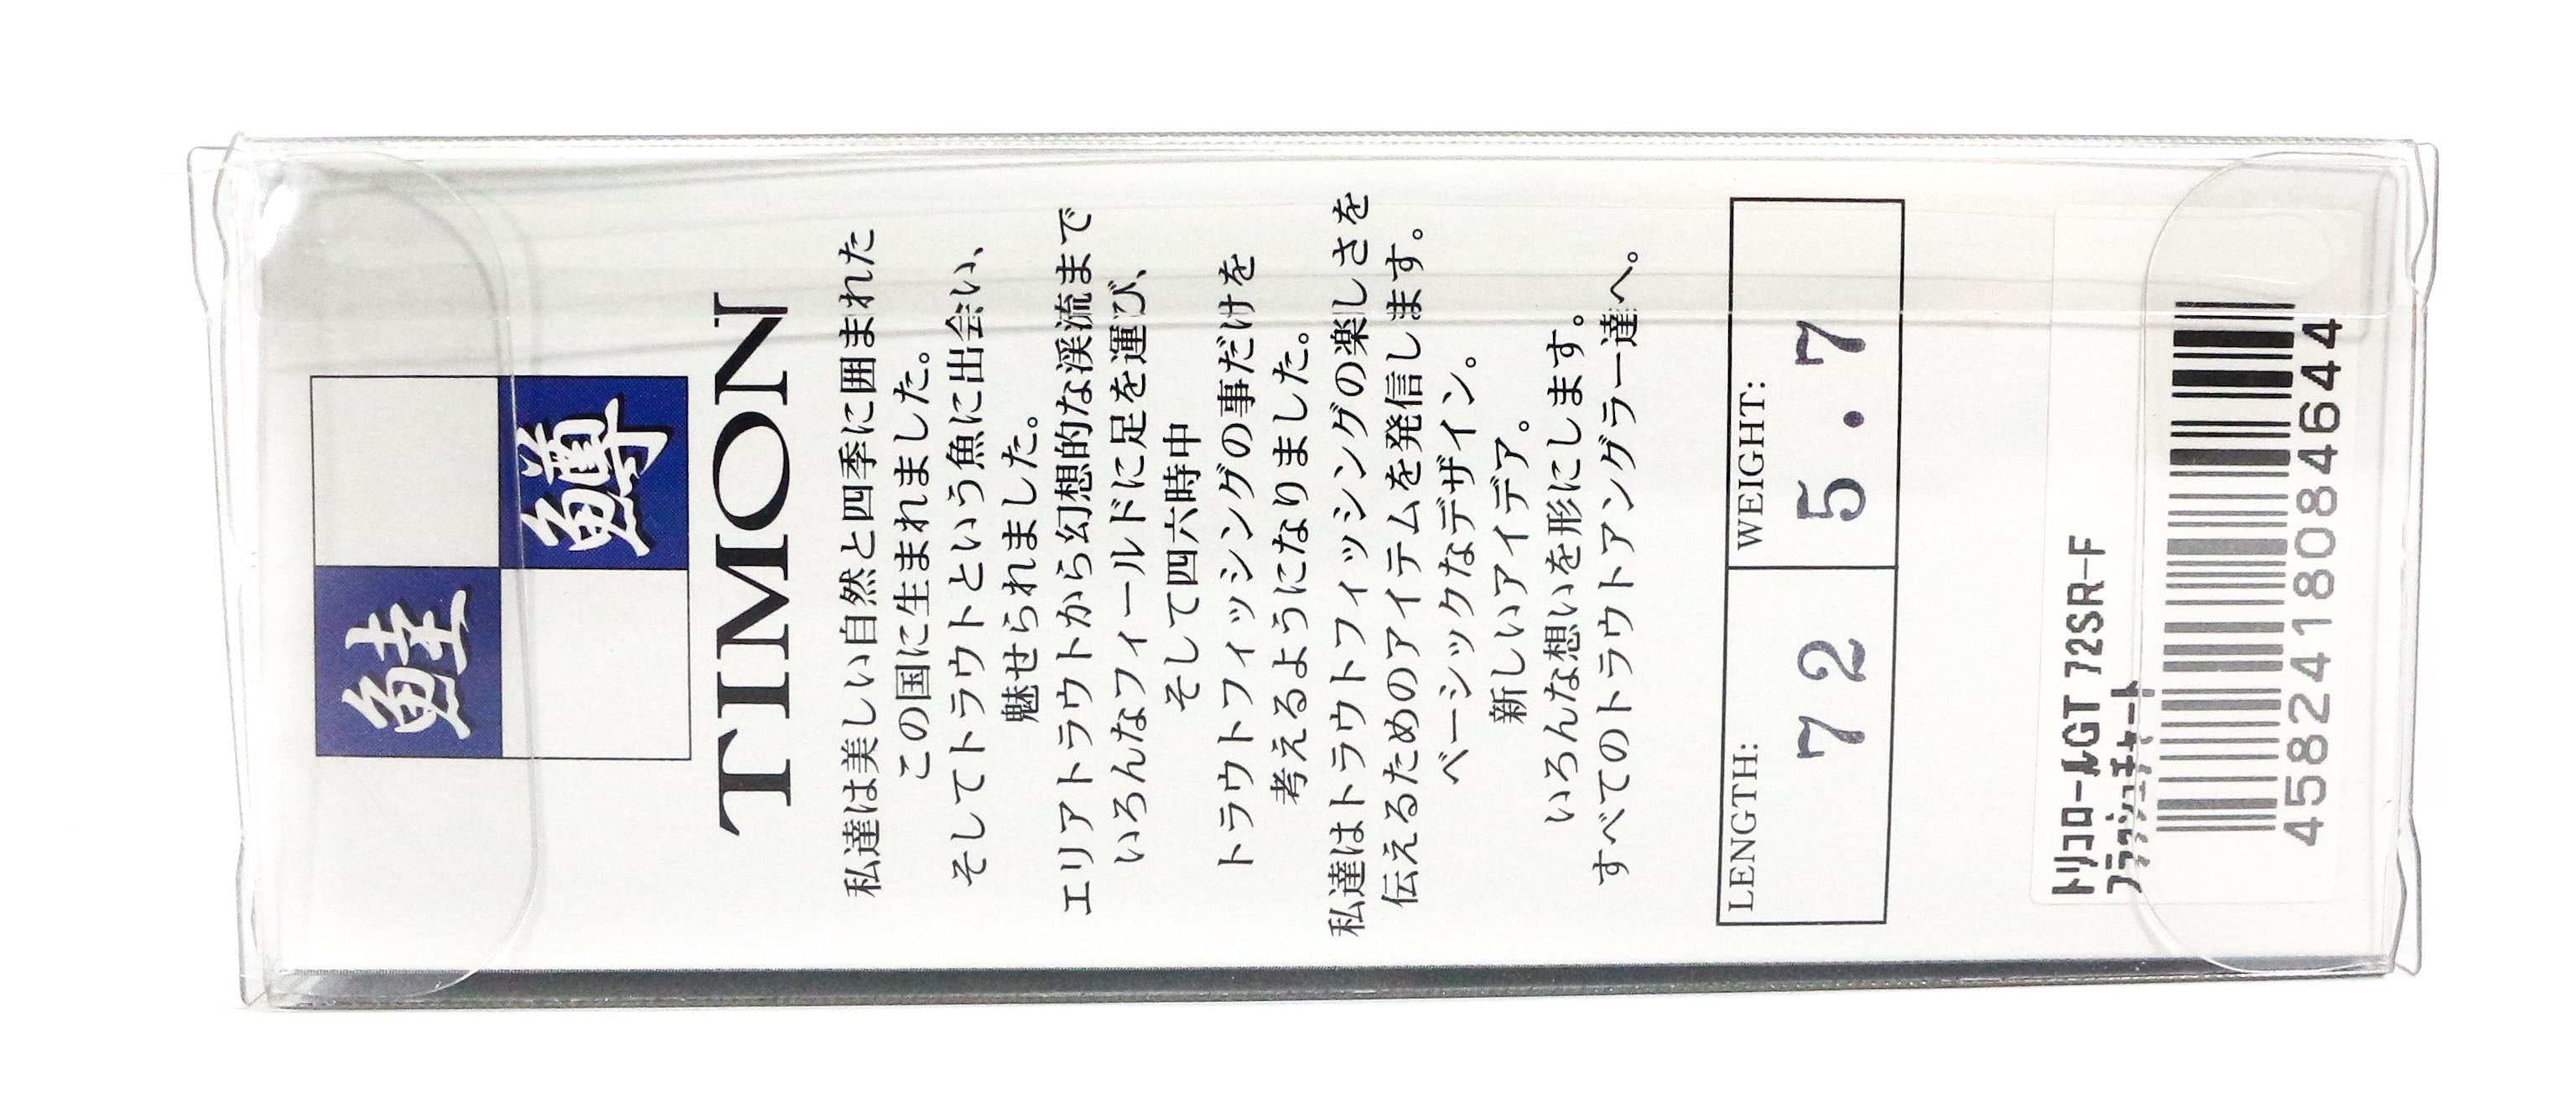 鮭
鱒
TIMON
私達は美しい自然と四季に囲まれた
この国に生まれました。
そしてトラウトという魚に出会い、
魅せられました。
エリアトラウトから幻想的な渓流まで
いろんなフィールドに足を運び、
そして四六時中
トラウトフィッシングの事だけを
考えるようになりました。
私達はトラウトフィッシングの楽しさを
伝えるためのアイテムを発信します。
ベーシックなデザイン。
新しいアイデア。
いろんな想いを形にします。
すべてのトラウトアングラー達へ。
LENGTH: WEIGHT:
72 5.7
トリコロールGT 72SR-F
フラッシュチャート
4582418084644